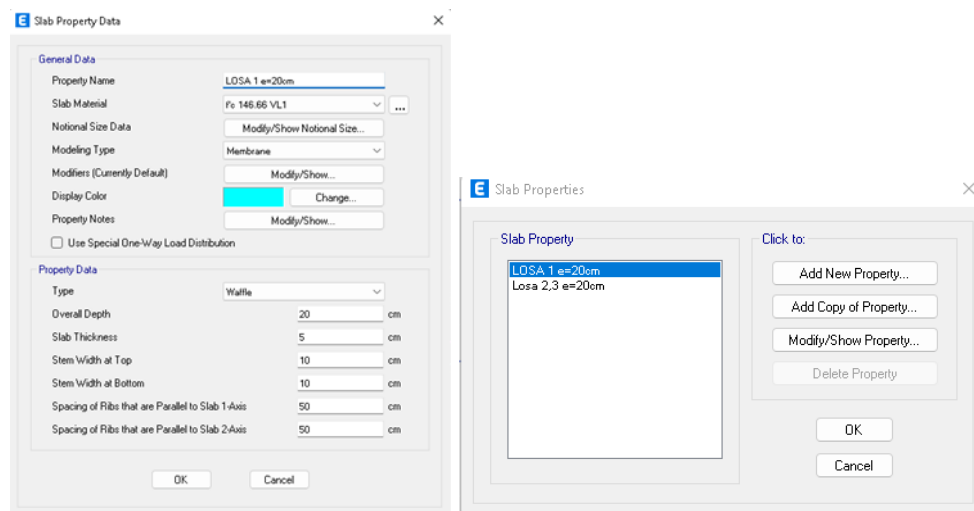 E Slab Property Data
General Data
Property Name LOSA 1 e=20cm
Slab Material f'c 146.66 VL1 ...
Notional Size Data Modify/Show Notional Size...
Modeling Type Membrane
Modifiers (Currently Default) Modify/Show...
Display Color Change...
Property Notes Modify/Show...
Use Special One-Way Load Distribution
Property Data
Type Waffle
Overall Depth 20 cm
Slab Thickness 5 cm
Stem Width at Top 10 cm
Stem Width at Bottom 10 cm
Spacing of Ribs that are Parallel to Slab 1-Axis 50 cm
Spacing of Ribs that are Parallel to Slab 2-Axis 50 cm
OK Cancel
E Slab Properties
Slab Property
LOSA 1 e=20cm
Losa 2,3 e=20cm
Click to:
Add New Property...
Add Copy of Property...
Modify/Show Property...
Delete Property
OK
Cancel